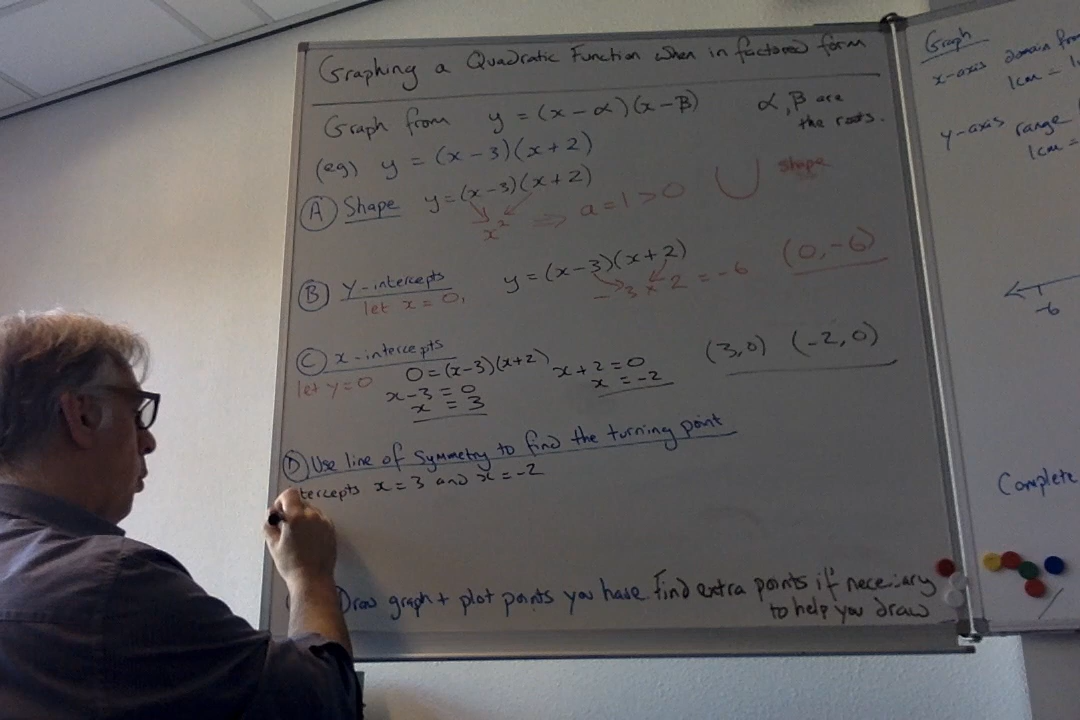 Graphing a Quadratic Function when in factored form
Graph from y = (x - α)(x - β) α, β are
the roots.
(eg) y = (x - 3)(x + 2)
(A) Shape y = (x - 3)(x + 2)
x² ⇒ a = 1 > 0 shape
(B) Y-intercepts y = (x - 3)(x + 2) (0, -6)
let x = 0, - 3 × 2 = -6
(C) x-intercepts (3, 0) (-2, 0)
let y = 0 0 = (x-3)(x+2) x + 2 = 0
x - 3 = 0 x = -2
x = 3
(D) Use line of symmetry to find the turning point
tercepts x = 3 and x = -2
Draw graph + plot points you have Find extra points if neceiary
to help you draw
Graph
x-axis domain from
1cm =
y-axis range
1cm =
-6
Complete